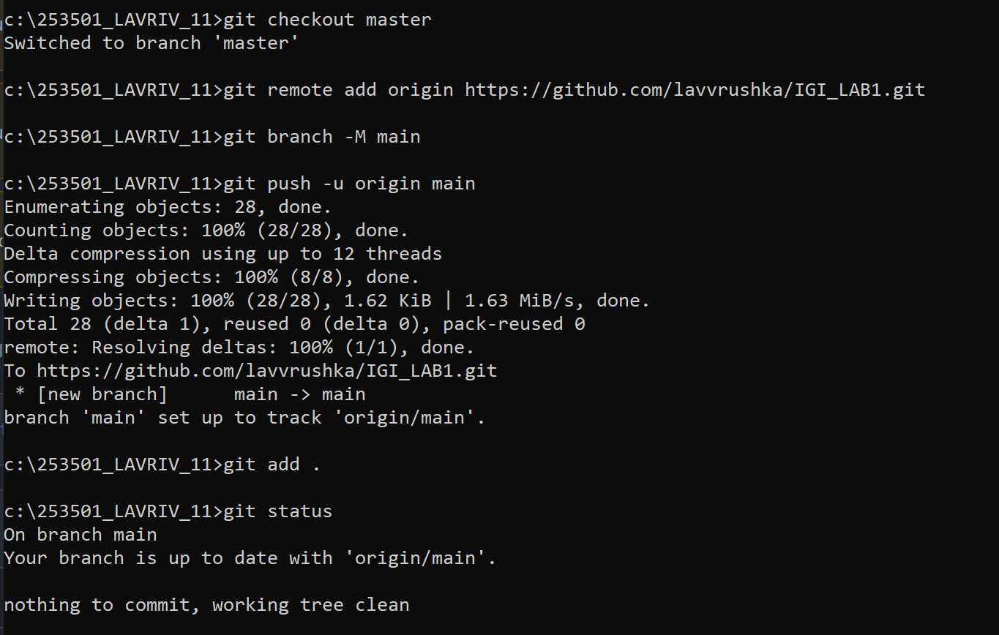 c:\253501_LAVRIV_11>git checkout master
Switched to branch 'master'
c:\253501_LAVRIV_11>git remote add origin https://github.com/lavvrushka/IGI_LAB1.git
c:\253501_LAVRIV_11>git branch -M main
c:\253501_LAVRIV_11>git push -u origin main
Enumerating objects: 28, done.
Counting objects: 100% (28/28), done.
Delta compression using up to 12 threads
Compressing objects: 100% (8/8), done.
Writing objects: 100% (28/28), 1.62 KiB | 1.63 MiB/s, done.
Total 28 (delta 1), reused 0 (delta 0), pack-reused 0
remote: Resolving deltas: 100% (1/1), done.
To https://github.com/lavvrushka/IGI_LAB1.git
 * [new branch]      main -> main
branch 'main' set up to track 'origin/main'.
c:\253501_LAVRIV_11>git add .
c:\253501_LAVRIV_11>git status
On branch main
Your branch is up to date with 'origin/main'.
nothing to commit, working tree clean